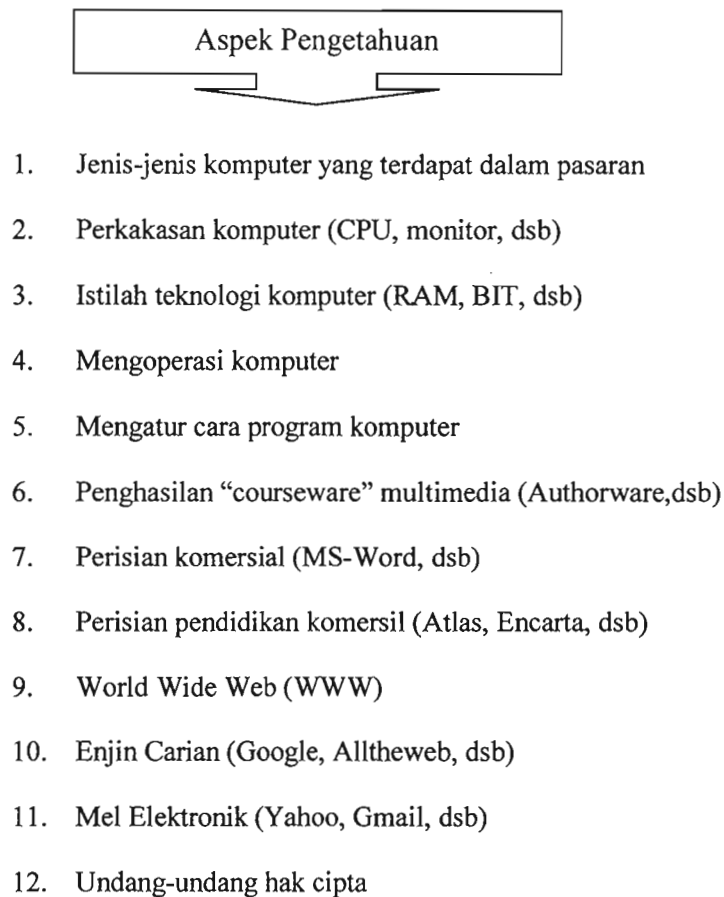 Aspek Pengetahuan
1. Jenis-jenis komputer yang terdapat dalam pasaran
2. Perkakasan komputer (CPU, monitor, dsb)
3. Istilah teknologi komputer (RAM, BIT, dsb)
4. Mengoperasi komputer
5. Mengatur cara program komputer
6. Penghasilan “courseware” multimedia (Authorware,dsb)
7. Perisian komersial (MS-Word, dsb)
8. Perisian pendidikan komersil (Atlas, Encarta, dsb)
9. World Wide Web (WWW)
10. Enjin Carian (Google, Alltheweb, dsb)
11. Mel Elektronik (Yahoo, Gmail, dsb)
12. Undang-undang hak cipta